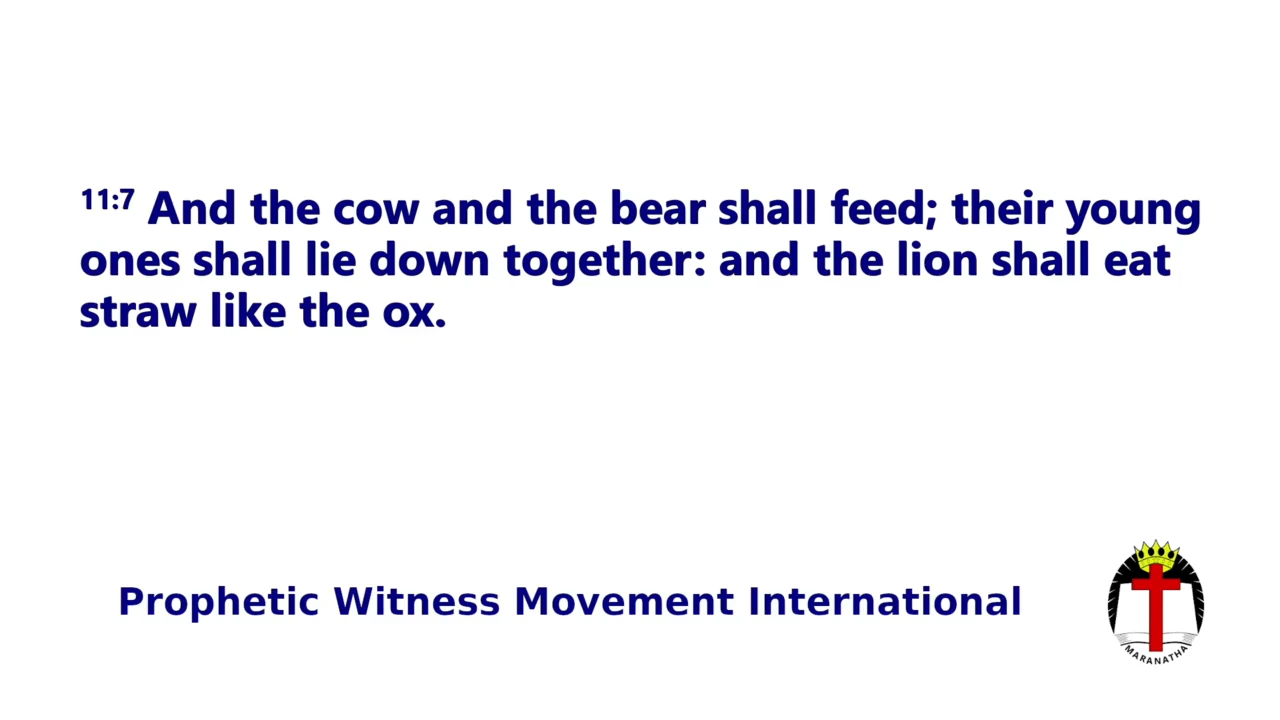 11:7 And the cow and the bear shall feed; their young
ones shall lie down together: and the lion shall eat
straw like the ox.
Prophetic Witness Movement International
MARANATHA